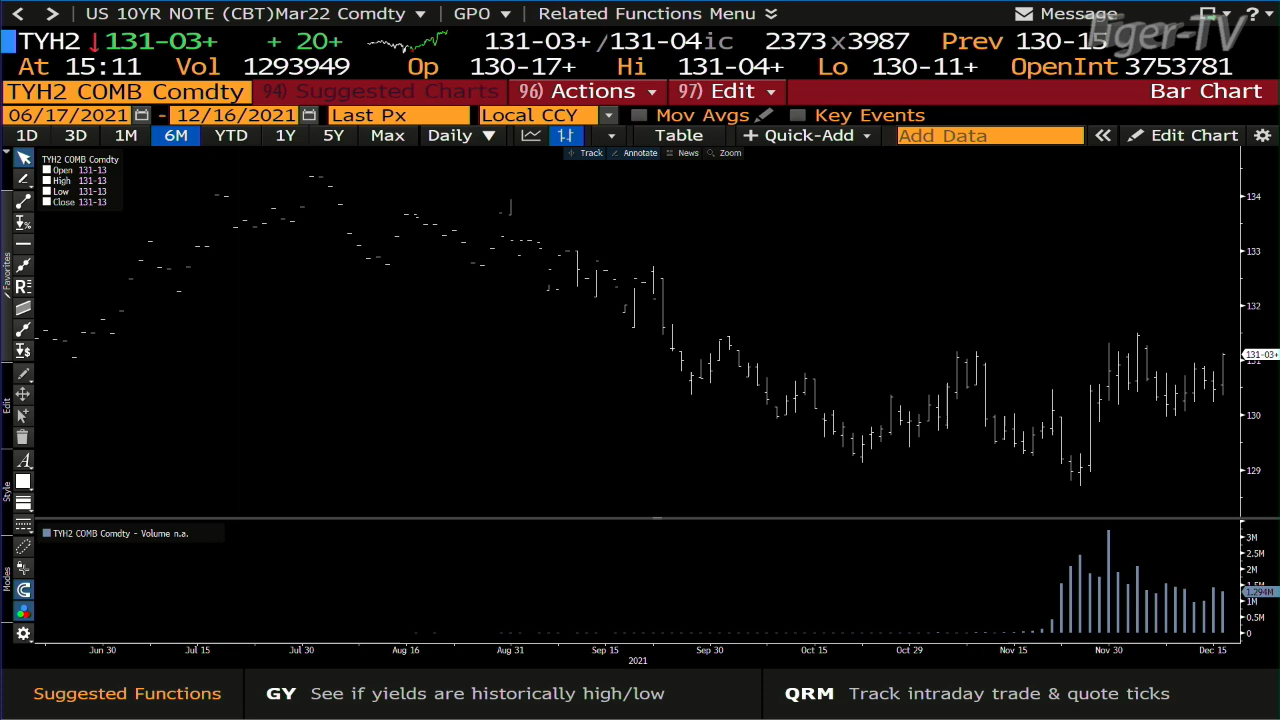 US 10YR NOTE (CBT)Mar22 Comdty GPO Related Functions Menu Message ?
Tiger-TV
TYH2 131-03+ + 20+ 131-03+/131-04ic 2373x3987 Prev 130-15
At 15:11 Vol 1293949 Op 130-17+ Hi 131-04+ Lo 130-11+ OpenInt 3753781
TYH2 COMB Comdty 94) Suggested Charts 96) Actions 97) Edit Bar Chart
06/17/2021 - 12/16/2021 Last Px Local CCY Mov Avgs Key Events
1D 3D 1M 6M YTD 1Y 5Y Max Daily Table + Quick-Add Add Data Edit Chart
Track Annotate News Zoom
TYH2 COMB Comdty
Open 131-13
High 131-13
Low 131-13
Close 131-13
134
133
132
131-03+
131
130
129
Favorites
Edit
Style
Modes
TYH2 COMB Comdty - Volume n.a.
3M
2.5M
2M
1.5M
1.294M
1M
0.5M
0
Jun 30 Jul 15 Jul 30 Aug 16 Aug 31 Sep 15 Sep 30 Oct 15 Oct 29 Nov 15 Nov 30 Dec 15
2021
Suggested Functions GY See if yields are historically high/low QRM Track intraday trade & quote ticks